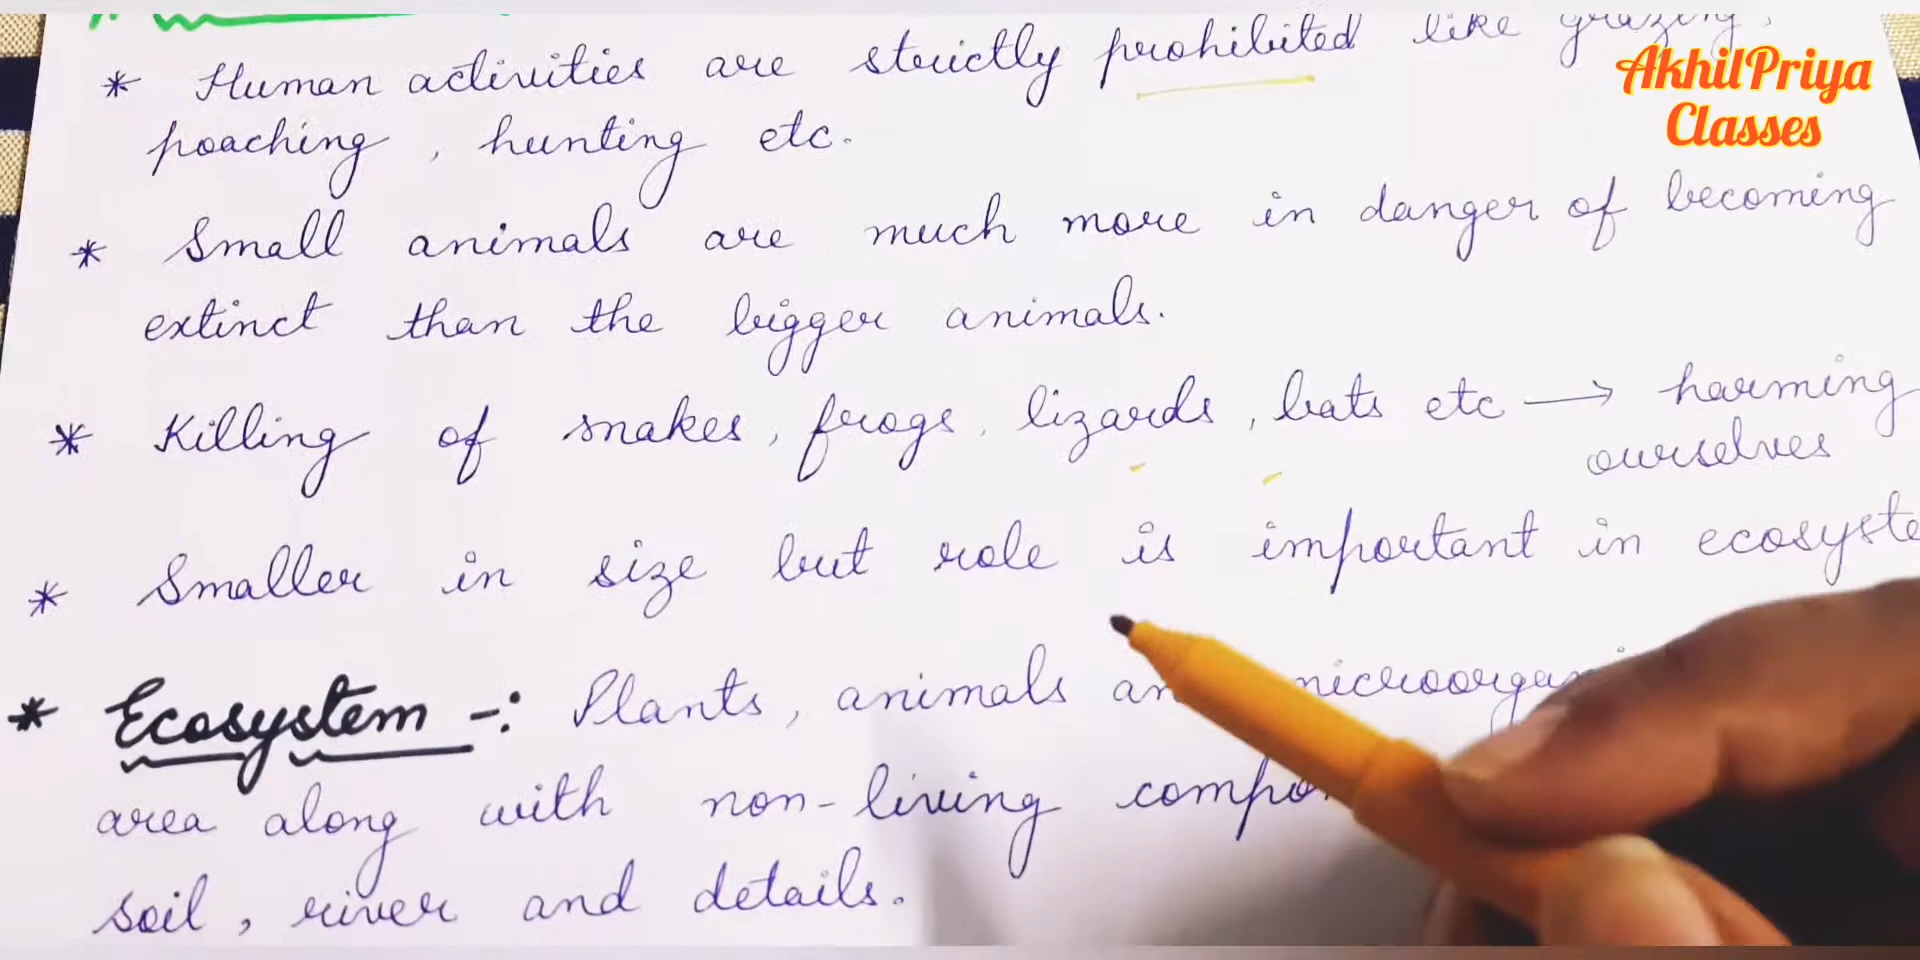 * Human activities are strictly prohibited like grazing,
AkhilPriya
Classes
poaching, hunting etc.
* Small animals are much more in danger of becoming
extinct than the bigger animals.
* Killing of snakes, frogs, lizards, bats etc → harming
ourselves
* Smaller in size but role is important in ecosyste
* Ecosystem -: Plants, animals an microorgani
area along with non-living compo
soil, river and details.